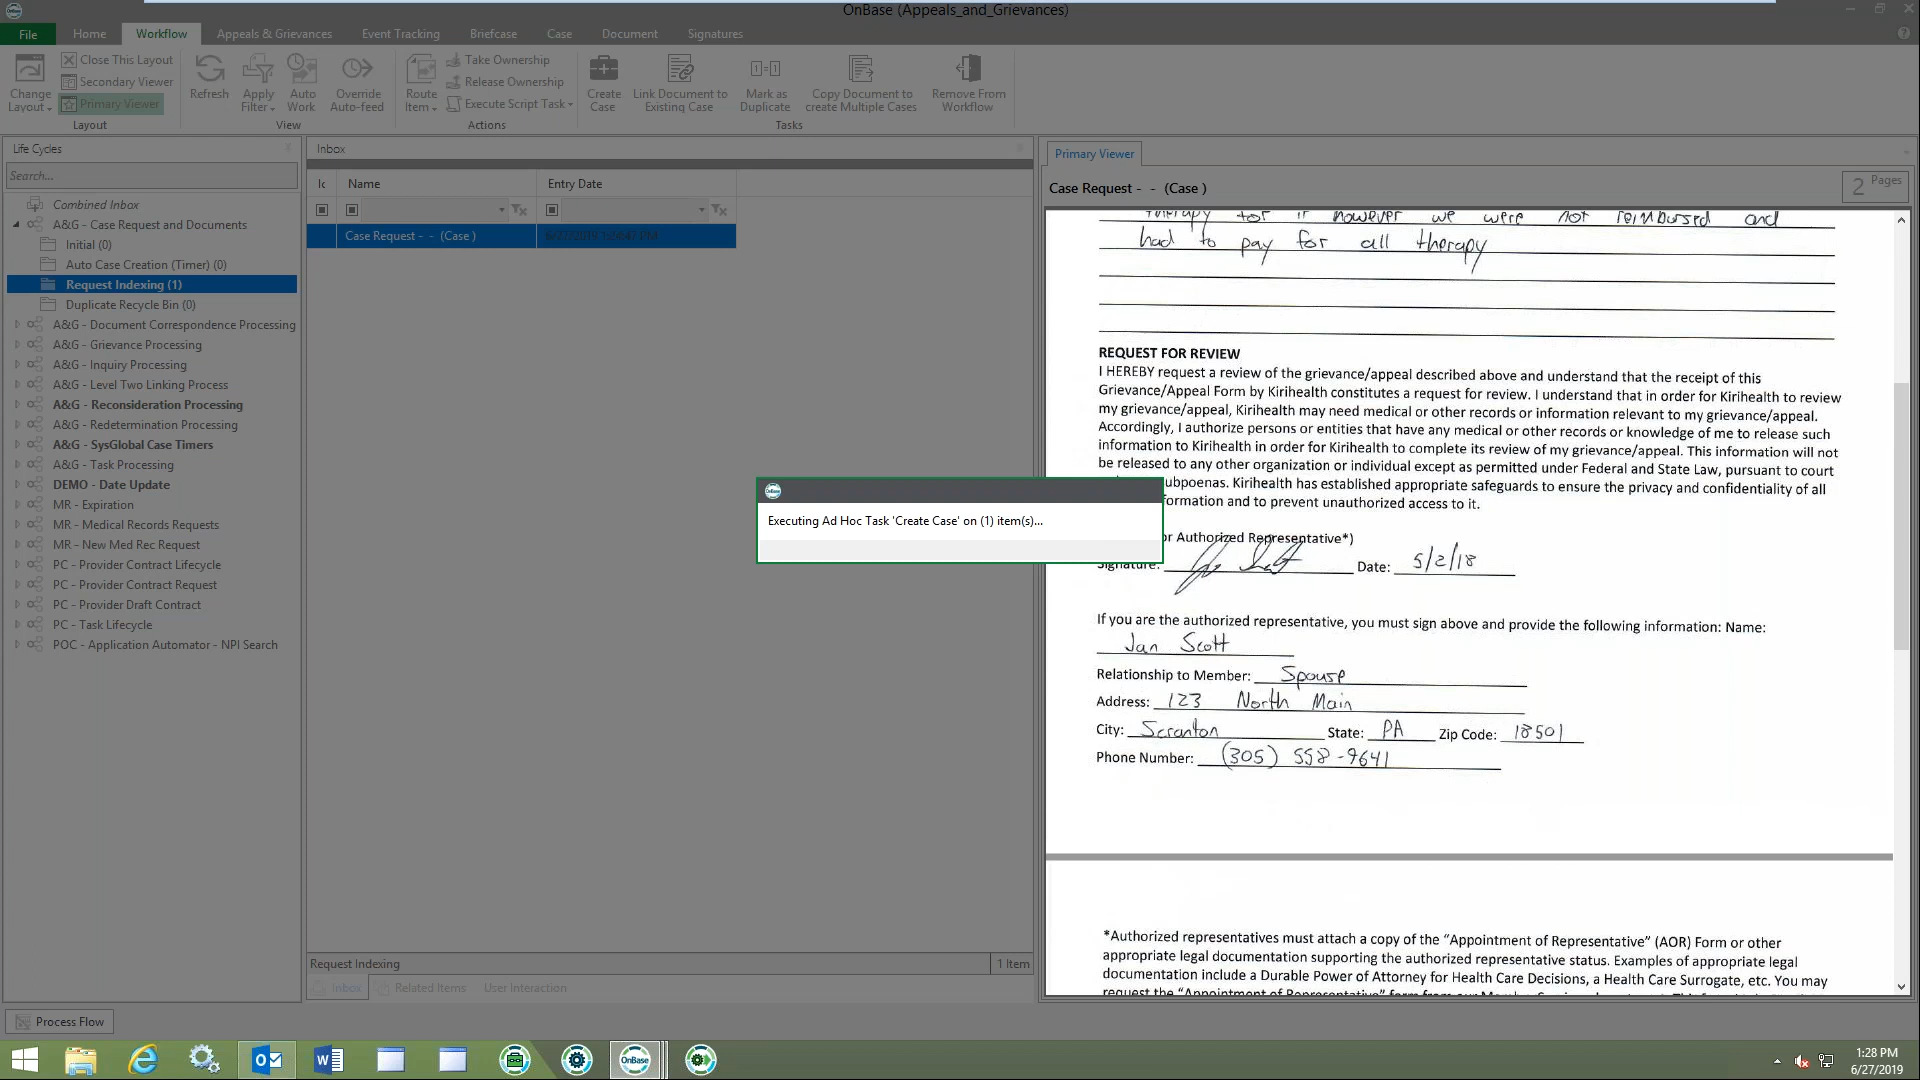 OnBase (Appeals_and_Grievances)
File Home Workflow Appeals & Grievances Event Tracking Briefcase Case Document Signatures
Change Layout
Close This Layout
Secondary Viewer
Primary Viewer
Layout
Refresh
Apply Filter
Auto Work
Override Auto-feed
View
Route Item
Take Ownership
Release Ownership
Execute Script Task
Actions
Create Case
Link Document to Existing Case
Mark as Duplicate
Copy Document to create Multiple Cases
Remove From Workflow
Tasks
Life Cycles
Search...
Combined Inbox
A&G - Case Request and Documents
Initial (0)
Auto Case Creation (Timer) (0)
Request Indexing (1)
Duplicate Recycle Bin (0)
A&G - Document Correspondence Processing
A&G - Grievance Processing
A&G - Inquiry Processing
A&G - Level Two Linking Process
A&G - Reconsideration Processing
A&G - Redetermination Processing
A&G - SysGlobal Case Timers
A&G - Task Processing
DEMO - Date Update
MR - Expiration
MR - Medical Records Requests
MR - New Med Rec Request
PC - Provider Contract Lifecycle
PC - Provider Contract Request
PC - Provider Draft Contract
PC - Task Lifecycle
POC - Application Automator - NPI Search
Inbox
Ic Name Entry Date
Case Request - - (Case )
Request Indexing 1 Item
Inbox Related Items User Interaction
Process Flow
OnBase
Executing Ad Hoc Task 'Create Case' on (1) item(s)...
Primary Viewer
Case Request - - (Case )
2 Pages
therapy for it however we were not reimbursed and
had to pay for all therapy
REQUEST FOR REVIEW
I HEREBY request a review of the grievance/appeal described above and understand that the receipt of this
Grievance/Appeal Form by Kirihealth constitutes a request for review. I understand that in order for Kirihealth to review
my grievance/appeal, Kirihealth may need medical or other records or information relevant to my grievance/appeal.
Accordingly, I authorize persons or entities that have any medical or other records or knowledge of me to release such
information to Kirihealth in order for Kirihealth to complete its review of my grievance/appeal. This information will not
be released to any other organization or individual except as permitted under Federal and State Law, pursuant to court
subpoenas. Kirihealth has established appropriate safeguards to ensure the privacy and confidentiality of all
formation and to prevent unauthorized access to it.
or Authorized Representative*)
Signature: Date: 5/2/18
If you are the authorized representative, you must sign above and provide the following information: Name:
Jan Scott
Relationship to Member: Spouse
Address: 123 North Main
City: Scranton State: PA Zip Code: 18501
Phone Number: (305) 558-9641
*Authorized representatives must attach a copy of the “Appointment of Representative” (AOR) Form or other
appropriate legal documentation supporting the authorized representative status. Examples of appropriate legal
documentation include a Durable Power of Attorney for Health Care Decisions, a Health Care Surrogate, etc. You may
request the “Appointment of Representative” form from our Member Services
OnBase
1:28 PM
6/27/2019